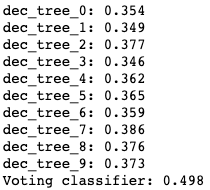 dec_tree_0: 0.354
dec_tree_1: 0.349
dec_tree_2: 0.377
dec_tree_3: 0.346
dec_tree_4: 0.362
dec_tree_5: 0.365
dec_tree_6: 0.359
dec_tree_7: 0.386
dec_tree_8: 0.376
dec_tree_9: 0.373
Voting classifier: 0.498